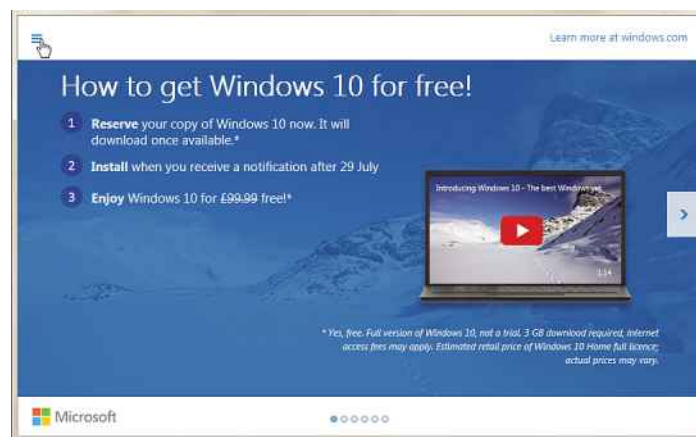 Learn more at windows.com
How to get Windows 10 for free!
1 Reserve your copy of Windows 10 now. It will
download once available.*
2 Install when you receive a notification after 29 July
3 Enjoy Windows 10 for £99.99 free!*
Introducing Windows 10 - The best Windows yet
1:14
* Yes, free. Full version of Windows 10, not a trial. 3 GB download required, internet
access fees may apply. Estimated retail price of Windows 10 Home full licence;
actual prices may vary.
Microsoft